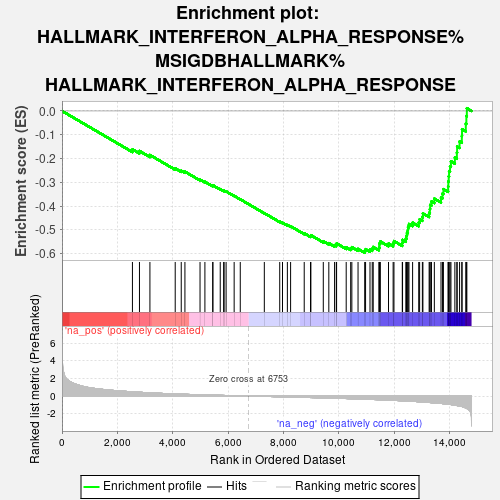 Enrichment plot:
HALLMARK_INTERFERON_ALPHA_RESPONSE%
MSIGDBHALLMARK%
HALLMARK_INTERFERON_ALPHA_RESPONSE
Enrichment score (ES)
0.0
-0.1
-0.2
-0.3
-0.4
-0.5
-0.6
Ranked list metric (PreRanked)
6
4
2
0
-2
'na_pos' (positively correlated)
Zero cross at 6753
'na_neg' (negatively correlated)
0 2,000 4,000 6,000 8,000 10,000 12,000 14,000
Rank in Ordered Dataset
Enrichment profile Hits Ranking metric scores